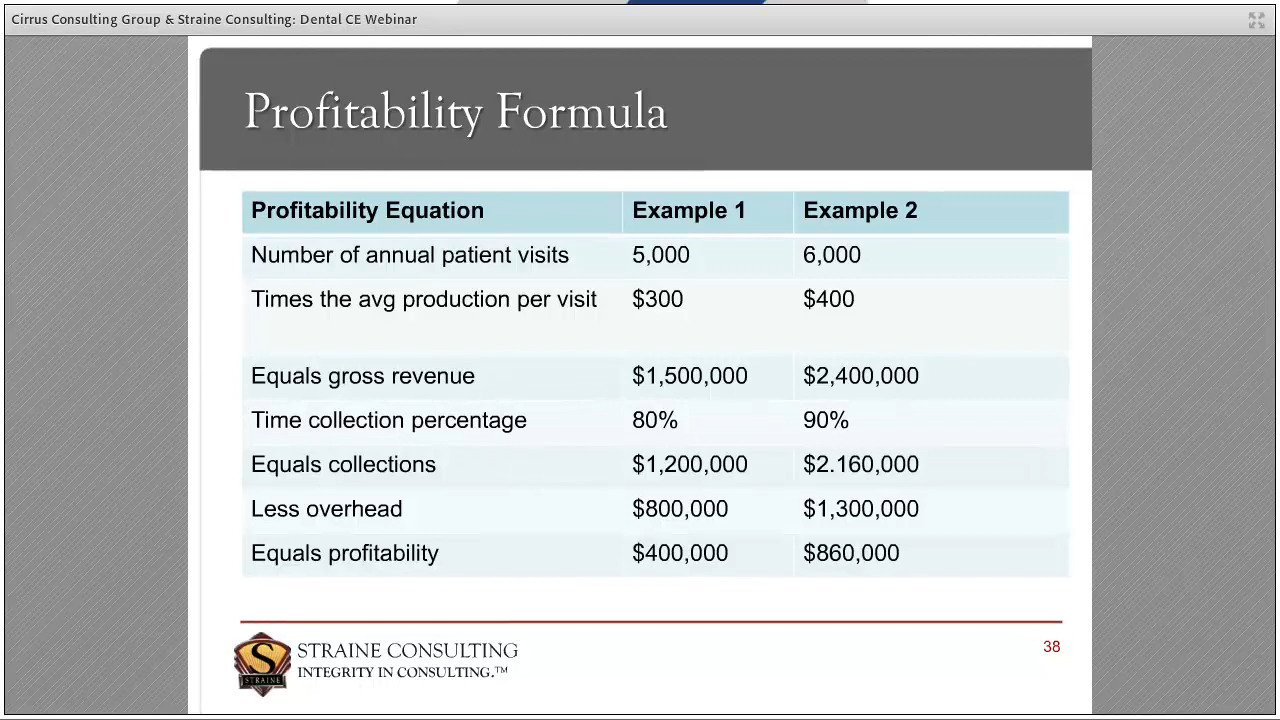 Cirrus Consulting Group & Straine Consulting: Dental CE Webinar
Profitability Formula
Profitability Equation Example 1 Example 2
Number of annual patient visits 5,000 6,000
Times the avg production per visit $300 $400
Equals gross revenue $1,500,000 $2,400,000
Time collection percentage 80% 90%
Equals collections $1,200,000 $2.160,000
Less overhead $800,000 $1,300,000
Equals profitability $400,000 $860,000
S
STRAINE
STRAINE CONSULTING
INTEGRITY IN CONSULTING.™
38